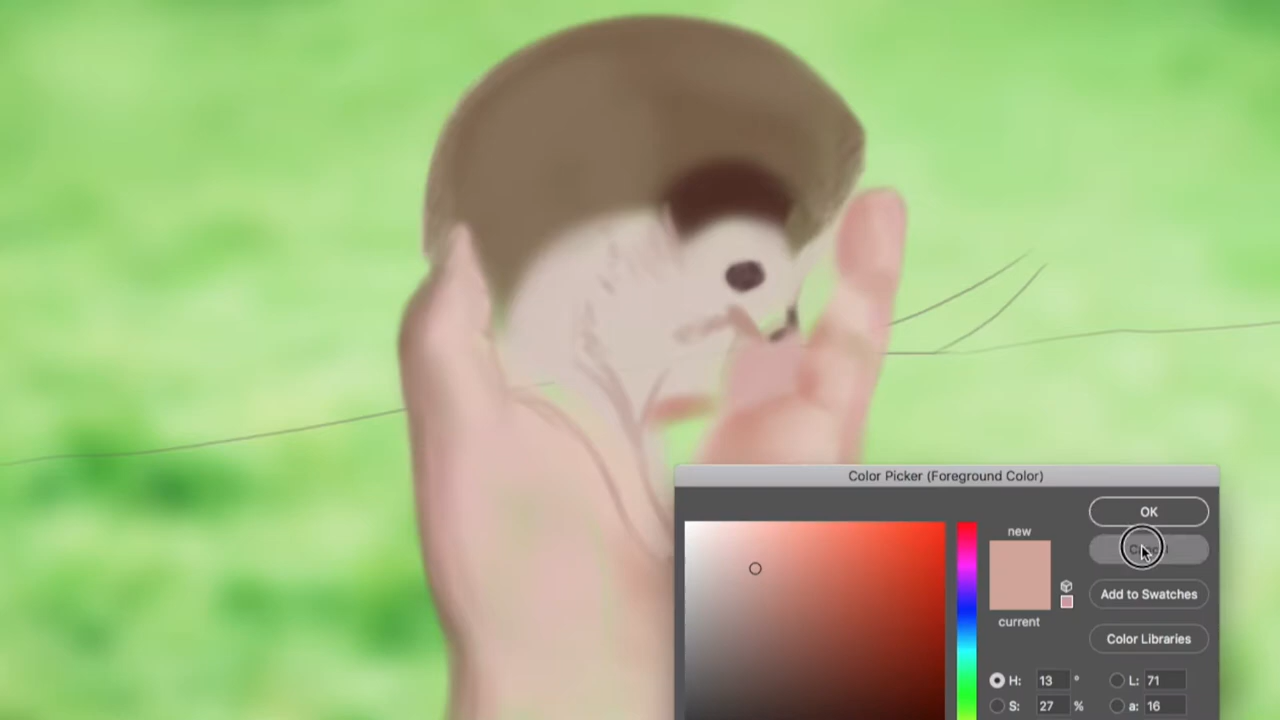 Color Picker (Foreground Color)
OK
new
Add to Swatches
current
Color Libraries
H: 13 °
L: 71
S: 27 %
a: 16